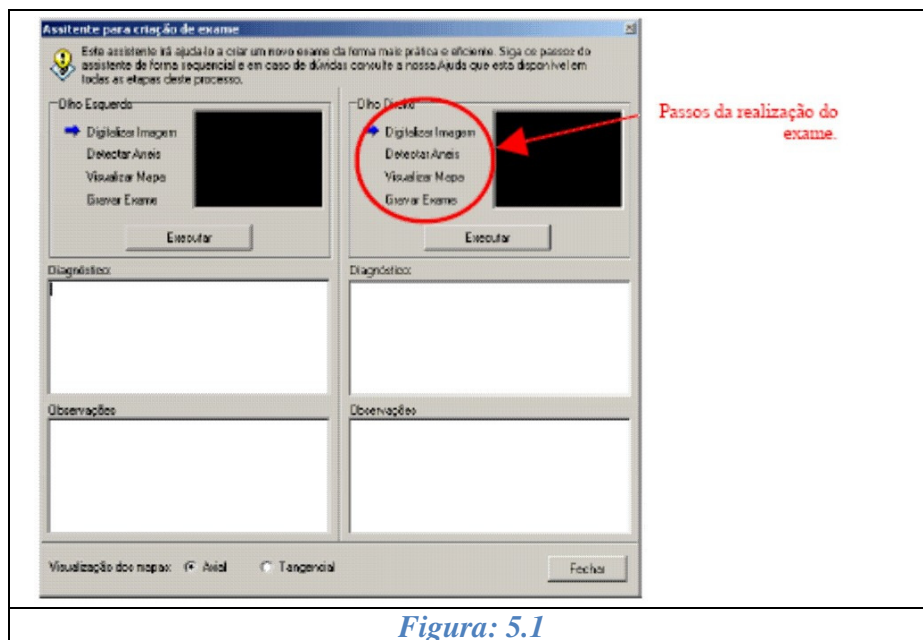 Assitente para criação de exame
Este assistente irá ajuda-lo a criar um novo exame da forma mais prática e eficiente. Siga os passos do
assistente de forma sequencial e em caso de dúvidas consulte a nossa Ajuda que esta disponível em
todas as etapas deste processo.
Olho Esquerdo
Digitalizar Imagem
Detectar Aneis
Visualizar Mapa
Gravar Exame
Executar
Olho Direito
Digitalizar Imagem
Detectar Aneis
Visualizar Mapa
Gravar Exame
Executar
Passos da realização do
exame.
Diagnóstico:
Diagnóstico:
Observações
Observações
Visualização dos mapas: Axial Tangencial
Fechar
Figura: 5.1